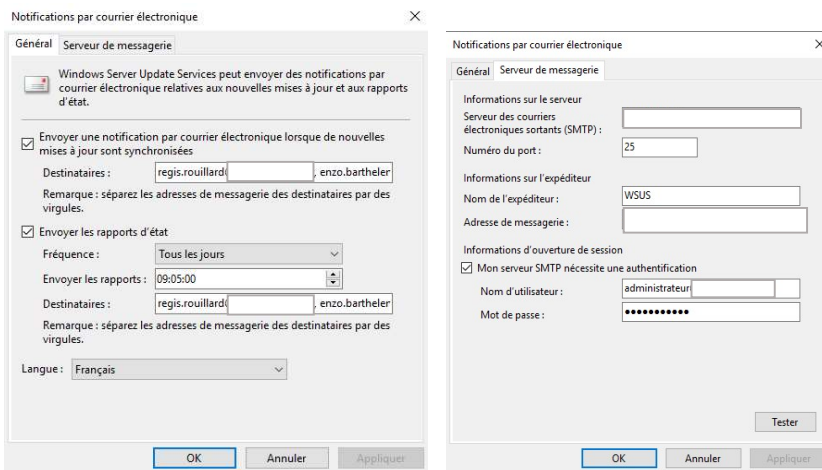 Notifications par courrier électronique
Général Serveur de messagerie
Windows Server Update Services peut envoyer des notifications par
courrier électronique relatives aux nouvelles mises à jour et aux rapports
d'état.
Envoyer une notification par courrier électronique lorsque de nouvelles
mises à jour sont synchronisées
Destinataires : regis.rouillard , enzo.bartheler
Remarque : séparez les adresses de messagerie des destinataires par des
virgules.
Envoyer les rapports d'état
Fréquence : Tous les jours
Envoyer les rapports : 09:05:00
Destinataires : regis.rouillard , enzo.bartheler
Remarque : séparez les adresses de messagerie des destinataires par des
virgules.
Langue : Français
OK Annuler Appliquer
Notifications par courrier électronique
Général Serveur de messagerie
Informations sur le serveur
Serveur des courriers
électroniques sortants (SMTP) :
Numéro du port : 25
Informations sur l'expéditeur
Nom de l'expéditeur : WSUS
Adresse de messagerie :
Informations d'ouverture de session
Mon serveur SMTP nécessite une authentification
Nom d'utilisateur : administrateur
Mot de passe : •••••••••••
Tester
OK Annuler Appliquer